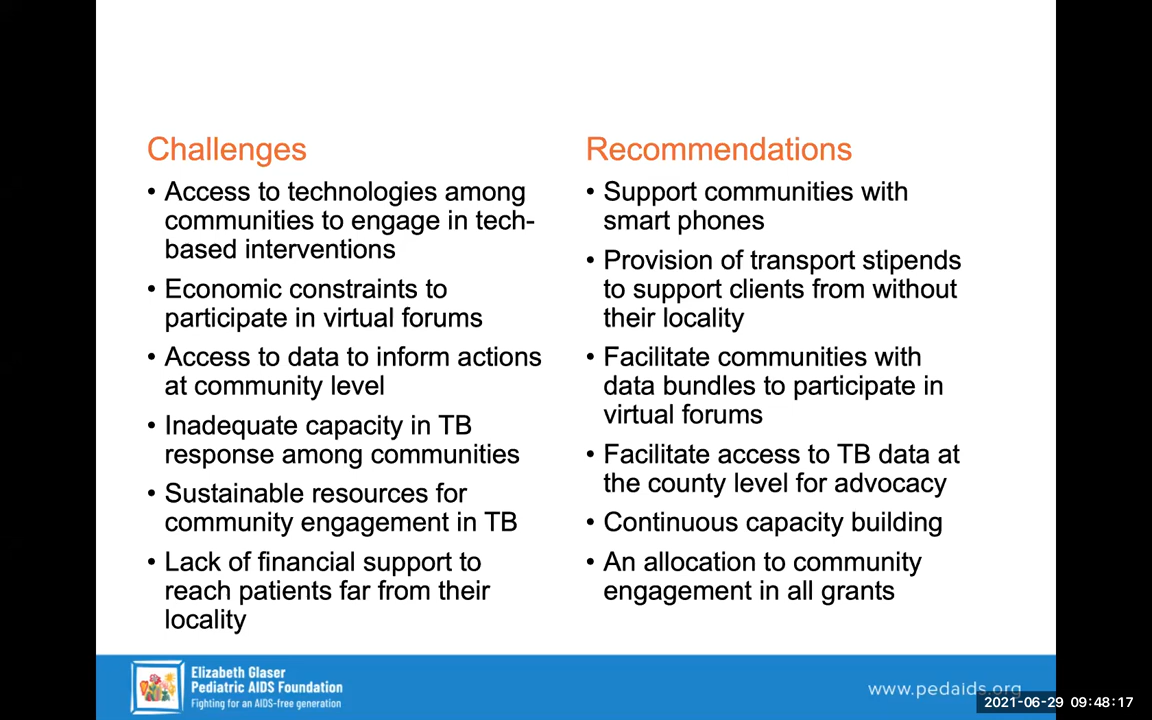 Challenges
• Access to technologies among
communities to engage in tech-
based interventions
• Economic constraints to
participate in virtual forums
• Access to data to inform actions
at community level
• Inadequate capacity in TB
response among communities
• Sustainable resources for
community engagement in TB
• Lack of financial support to
reach patients far from their
locality
Recommendations
• Support communities with
smart phones
• Provision of transport stipends
to support clients from without
their locality
• Facilitate communities with
data bundles to participate in
virtual forums
• Facilitate access to TB data at
the county level for advocacy
• Continuous capacity building
• An allocation to community
engagement in all grants
Elizabeth Glaser
Pediatric AIDS Foundation
Fighting for an AIDS-free generation
www.pedaids.org
2021-06-29 09:48:17